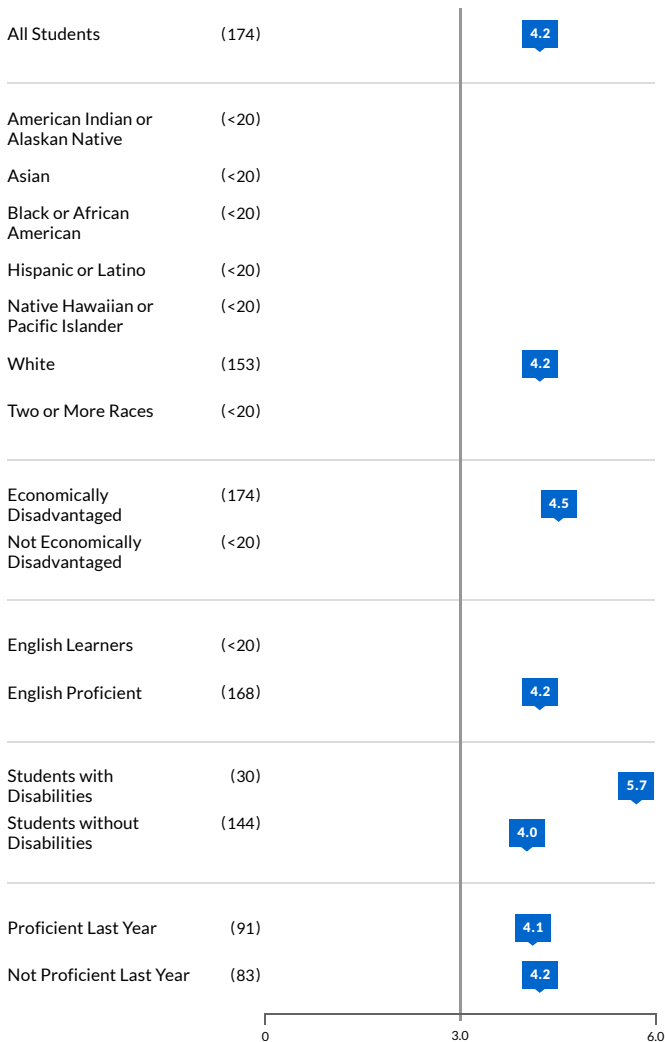 All Students (174) 4.2
American Indian or (<20)
Alaskan Native
Asian (<20)
Black or African (<20)
American
Hispanic or Latino (<20)
Native Hawaiian or (<20)
Pacific Islander
White (153) 4.2
Two or More Races (<20)
Economically (174) 4.5
Disadvantaged
Not Economically (<20)
Disadvantaged
English Learners (<20)
English Proficient (168) 4.2
Students with (30) 5.7
Disabilities
Students without (144) 4.0
Disabilities
Proficient Last Year (91) 4.1
Not Proficient Last Year (83) 4.2
0 3.0 6.0